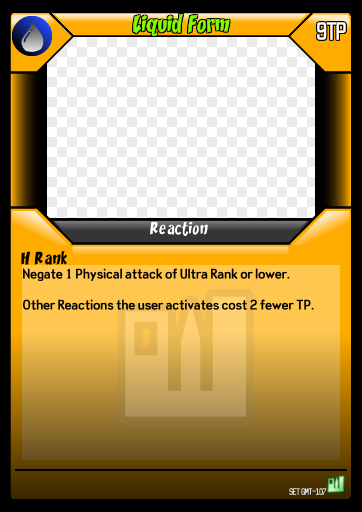 Liquid Form
9TP
Reaction
H Rank
Negate 1 Physical attack of Ultra Rank or lower.
Other Reactions the user activates cost 2 fewer TP.
SET GMT-107